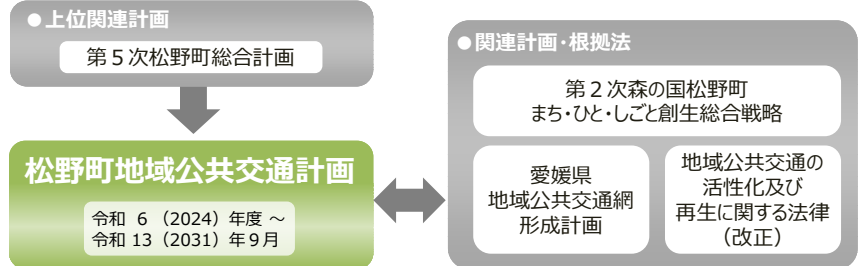 ●上位関連計画
第５次松野町総合計画
松野町地域公共交通計画
令和 6 （2024）年度 ～
令和 13（2031）年９月
●関連計画・根拠法
第２次森の国松野町
まち・ひと・しごと創生総合戦略
愛媛県
地域公共交通網
形成計画
地域公共交通の
活性化及び
再生に関する法律
（改正）